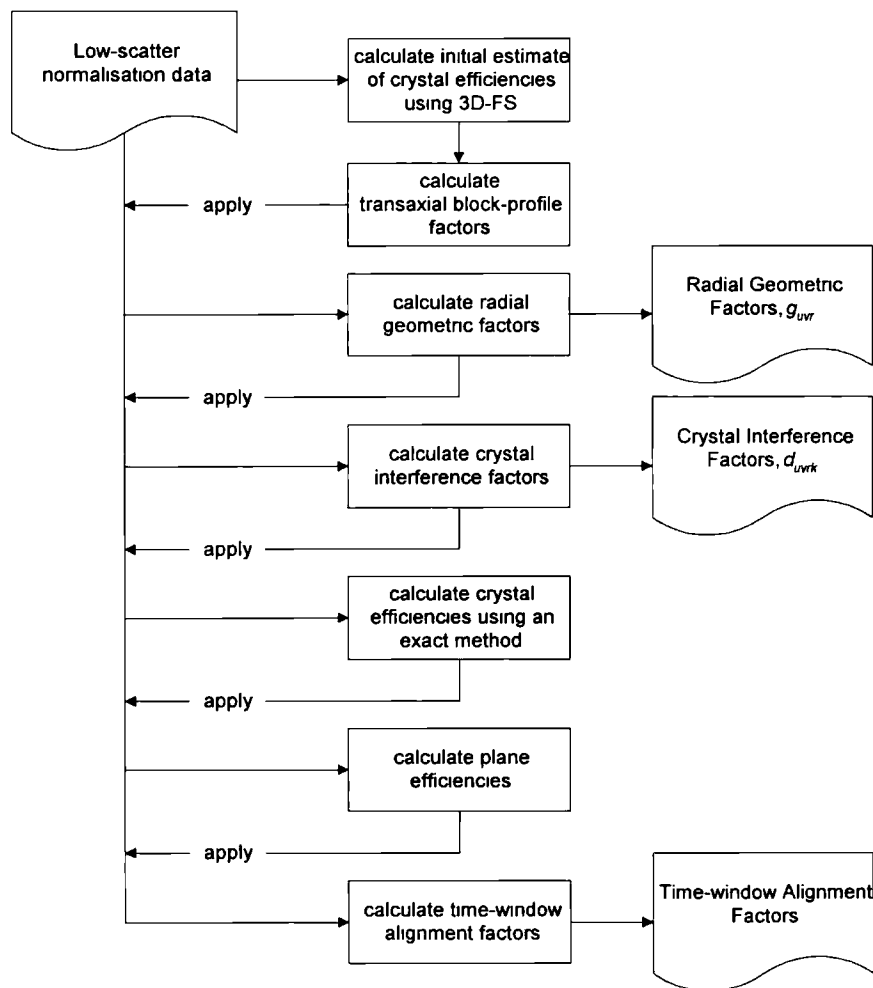 Low-scatter
normalisation data
calculate initial estimate
of crystal efficiencies
using 3D-FS
calculate
transaxial block-profile
factors
apply
calculate radial
geometric factors
Radial Geometric
Factors, g_uvr
apply
calculate crystal
interference factors
Crystal Interference
Factors, d_uvrk
apply
calculate crystal
efficiencies using an
exact method
apply
calculate plane
efficiencies
apply
calculate time-window
alignment factors
Time-window Alignment
Factors